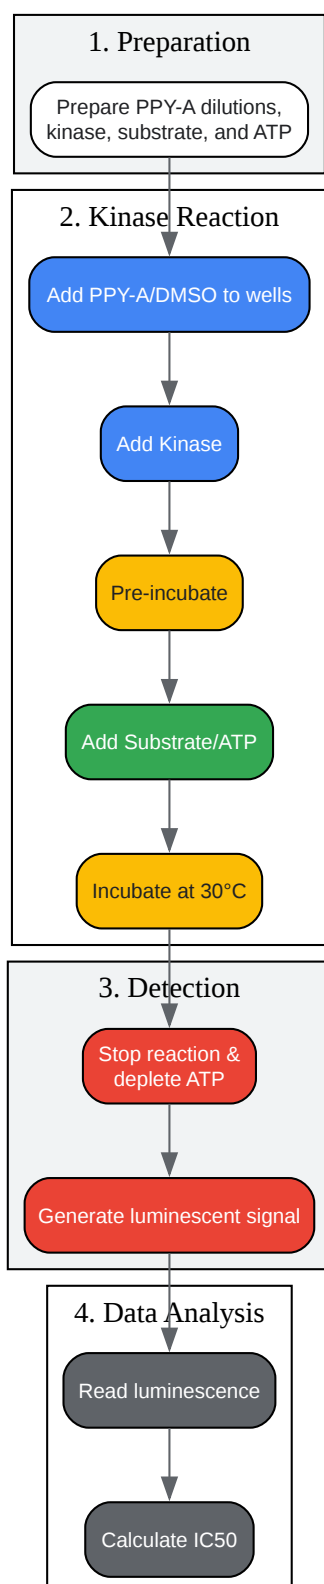 1. Preparation
Prepare PPY-A dilutions,
kinase, substrate, and ATP
2. Kinase Reaction
Add PPY-A/DMSO to wells
Add Kinase
Pre-incubate
Add Substrate/ATP
Incubate at 30°C
3. Detection
Stop reaction &
deplete ATP
Generate luminescent signal
4. Data Analysis
Read luminescence
Calculate IC50